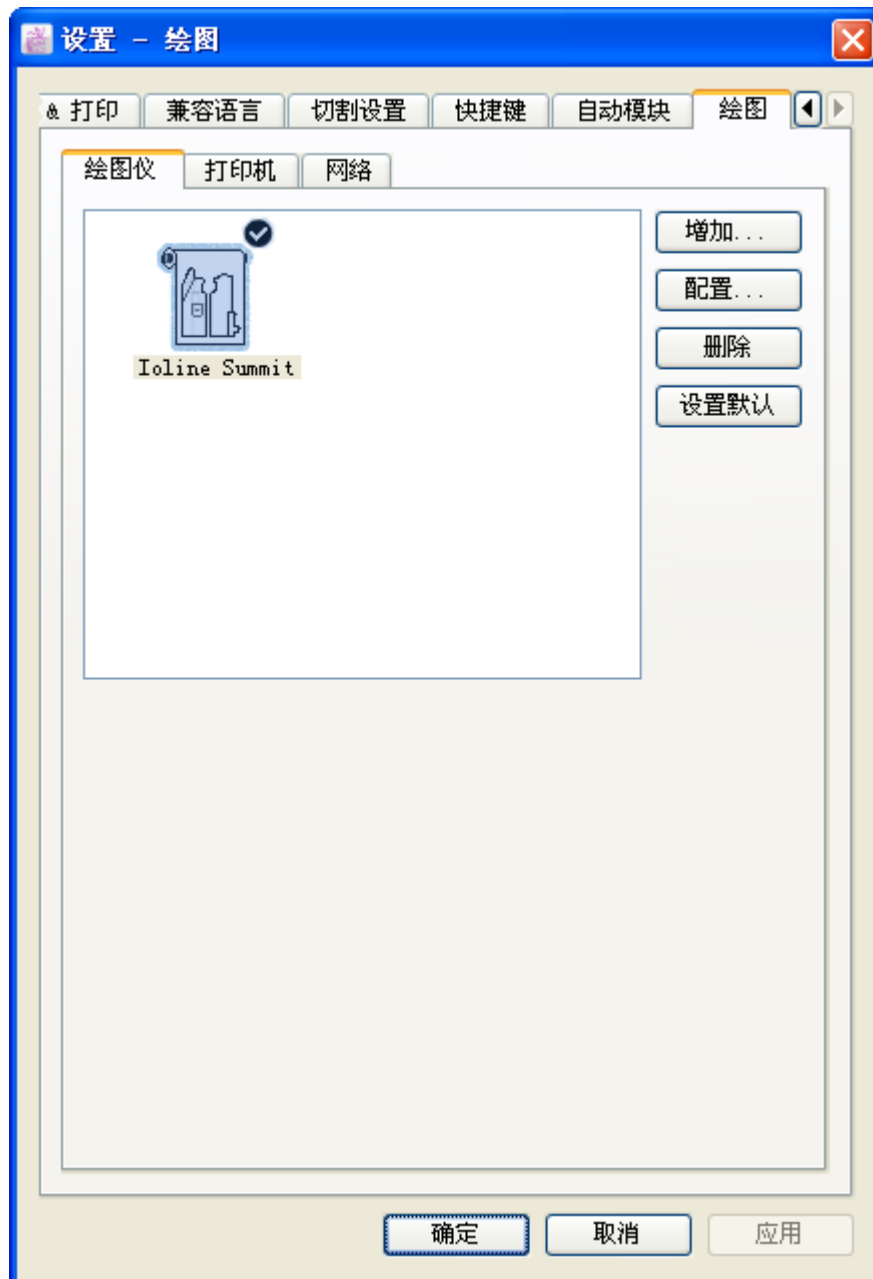 设置 - 绘图
& 打印 兼容语言 切割设置 快捷键 自动模块 绘图
绘图仪 打印机 网络
增加...
配置...
删除
设置默认
Ioline Summit
确定 取消 应用